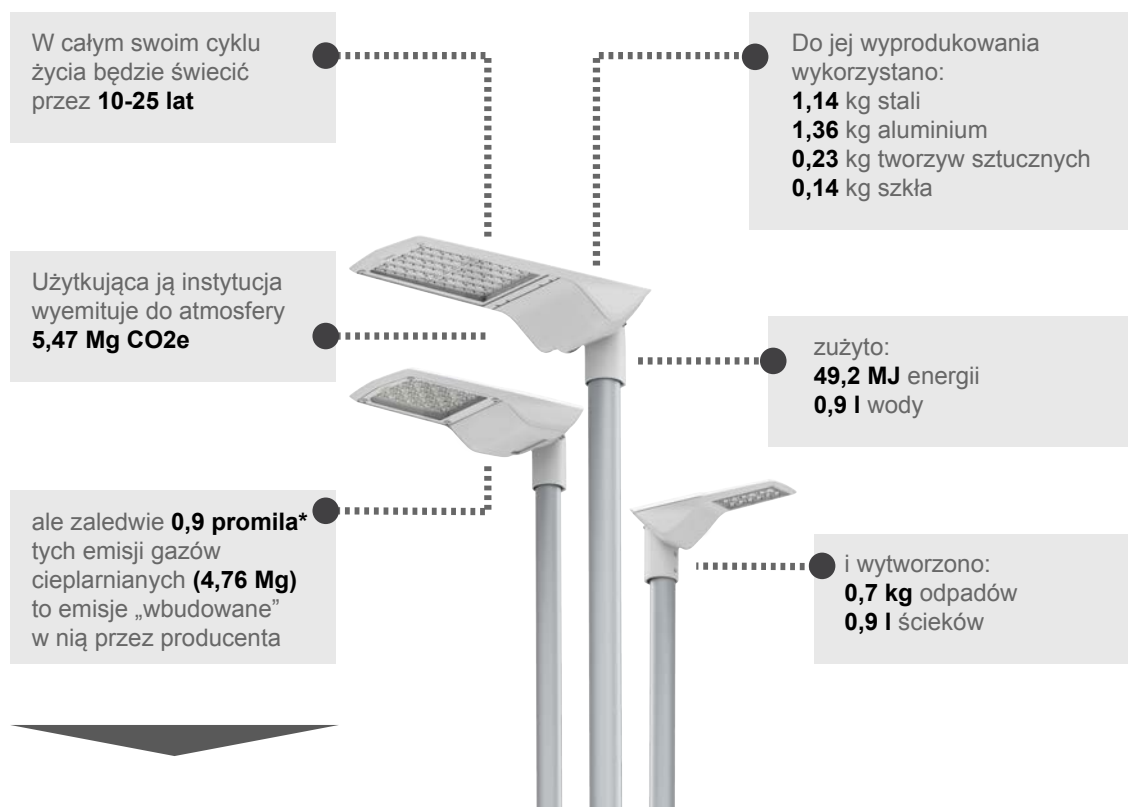 W całym swoim cyklu
życia będzie świecić
przez 10-25 lat
Użytkująca ją instytucja
wyemituje do atmosfery
5,47 Mg CO2e
ale zaledwie 0,9 promila*
tych emisji gazów
cieplarnianych (4,76 Mg)
to emisje „wbudowane”
w nią przez producenta
Do jej wyprodukowania
wykorzystano:
1,14 kg stali
1,36 kg aluminium
0,23 kg tworzyw sztucznych
0,14 kg szkła
zużyto:
49,2 MJ energii
0,9 l wody
i wytworzono:
0,7 kg odpadów
0,9 l ścieków